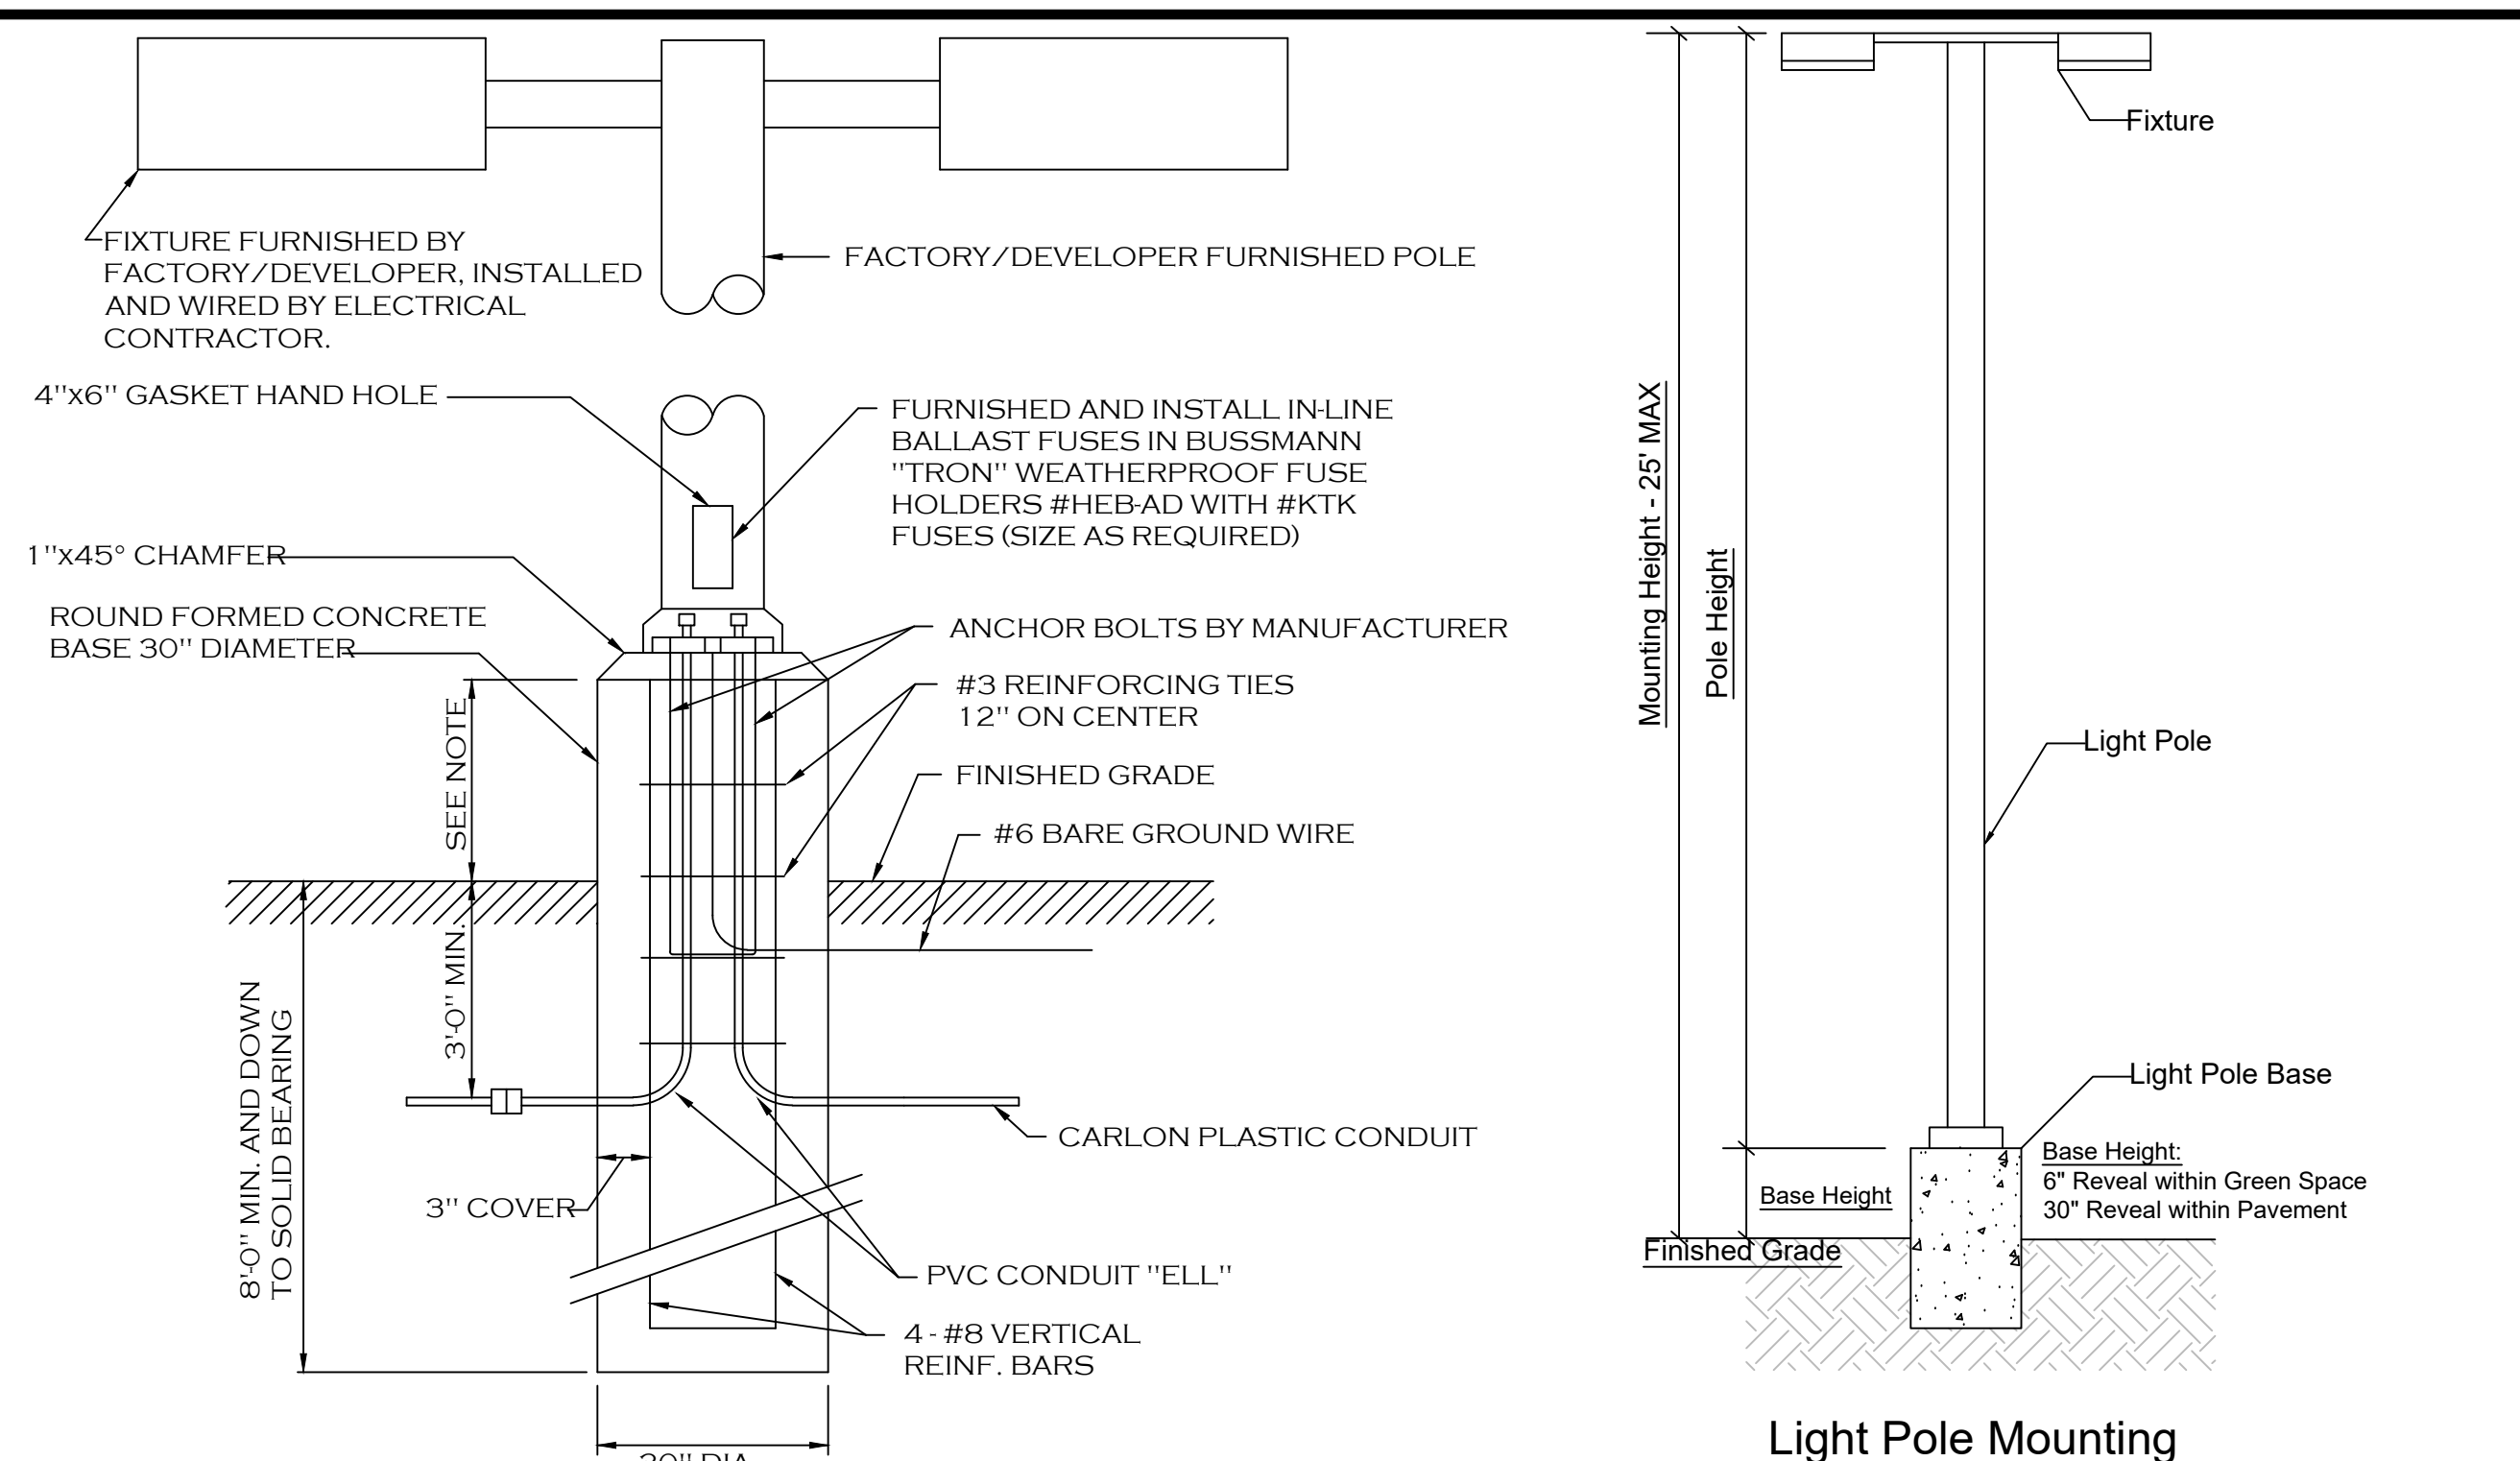 FIXTURE FURNISHED BY
FACTORY/DEVELOPER, INSTALLED
AND WIRED BY ELECTRICAL
CONTRACTOR.
FACTORY/DEVELOPER FURNISHED POLE
4"x6" GASKET HAND HOLE
FURNISHED AND INSTALL IN-LINE
BALLAST FUSES IN BUSSMANN
"TRON" WEATHERPROOF FUSE
HOLDERS #HEB-AD WITH #KTK
FUSES (SIZE AS REQUIRED)
1"x45° CHAMFER
ROUND FORMED CONCRETE
BASE 30" DIAMETER
ANCHOR BOLTS BY MANUFACTURER
#3 REINFORCING TIES
12" ON CENTER
SEE NOTE
FINISHED GRADE
#6 BARE GROUND WIRE
3'-0" MIN.
8'-0" MIN. AND DOWN
TO SOLID BEARING
CARLON PLASTIC CONDUIT
3" COVER
PVC CONDUIT "ELL"
4 - #8 VERTICAL
REINF. BARS
30" DIA
Fixture
Mounting Height - 25' MAX
Pole Height
Light Pole
Light Pole Base
Base Height:
6" Reveal within Green Space
30" Reveal within Pavement
Base Height
Finished Grade
Light Pole Mounting